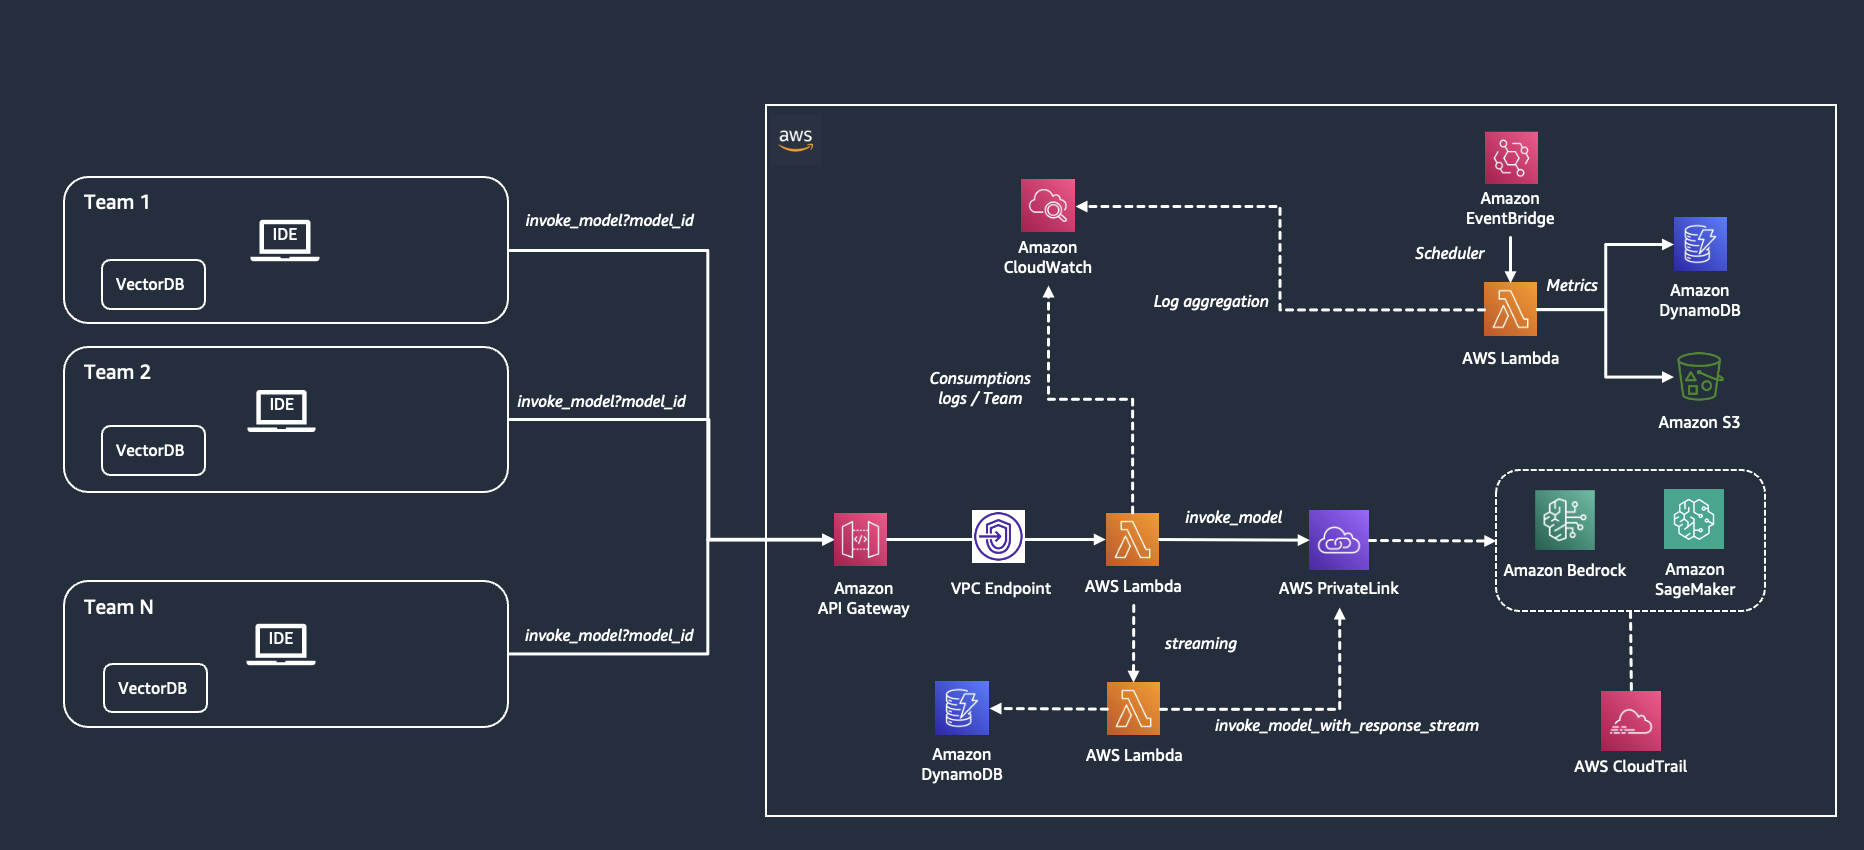 aws
Team 1
IDE
VectorDB
invoke_model?model_id
Team 2
IDE
VectorDB
invoke_model?model_id
Team N
IDE
VectorDB
invoke_model?model_id
Amazon
CloudWatch
Log aggregation
Consumptions
logs / Team
Amazon
EventBridge
Scheduler
Metrics
AWS Lambda
Amazon
DynamoDB
Amazon S3
Amazon
API Gateway
VPC Endpoint
AWS Lambda
invoke_model
AWS PrivateLink
Amazon Bedrock
Amazon
SageMaker
streaming
Amazon
DynamoDB
AWS Lambda
invoke_model_with_response_stream
AWS CloudTrail